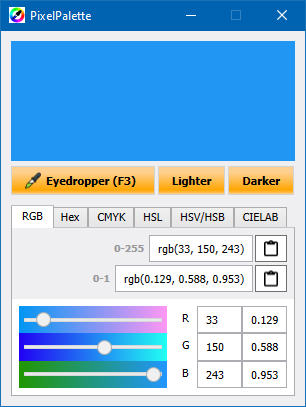 PixelPalette
Eyedropper (F3) Lighter Darker
RGB Hex CMYK HSL HSV/HSB CIELAB
0-255 rgb(33, 150, 243)
0-1 rgb(0.129, 0.588, 0.953)
R 33 0.129
G 150 0.588
B 243 0.953